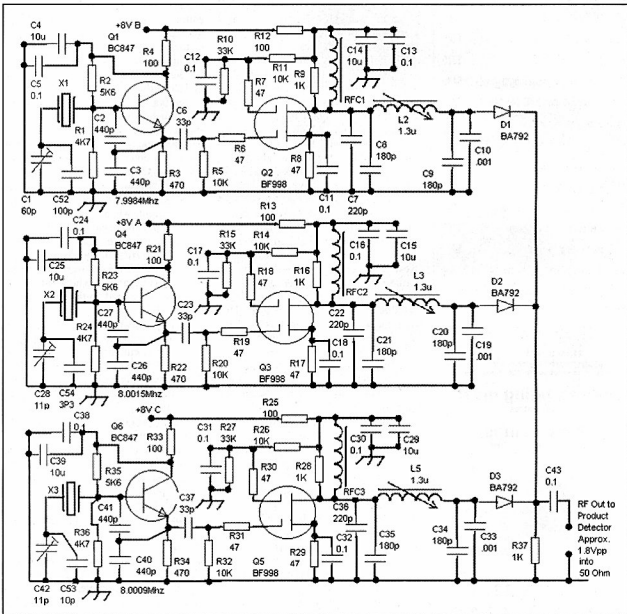 +8V B
C4
10u
Q1
BC847
R4
100
R10
33K
R12
100
C12
0.1
R11
10K
C14
10u
C13
0.1
C5
0.1
R2
5K6
R7
47
R9
1K
RFC1
X1
C6
33p
L2
1.3u
D1
BA792
C2
440p
R1
4K7
R6
47
C8
180p
C10
.001
C3
440p
R3
470
R5
10K
Q2
BF998
R8
47
C11
0.1
C7
220p
C9
180p
C1
60p
C52
100p
7.9984Mhz
R13
100
C24
0.1
Q4
BC847
+8V A
R21
100
R15
33K
R14
10K
C17
0.1
C16
0.1
C15
10u
C25
10u
R23
5K6
R18
47
R16
1K
RFC2
X2
C23
33p
L3
1.3u
D2
BA792
R24
4K7
C27
440p
R19
47
C22
220p
C18
0.1
C21
180p
C20
180p
C19
.001
C26
440p
R22
470
R20
10K
Q3
BF998
R17
47
C28
11p
C54
3P3
8.0015Mhz
R25
100
C38
0.1
Q6
BC847
+8V C
R33
100
C31
0.1
R27
33K
R26
10K
C30
0.1
C29
10u
C39
10u
R35
5K6
R30
47
R28
1K
RFC3
X3
C37
33p
L5
1.3u
D3
BA792
C43
0.1
C41
440p
R36
4K7
R31
47
C36
220p
C35
180p
C34
180p
C33
.001
R37
1K
RF Out to
Product
Detector
Approx.
1.8Vpp
into
50 Ohm
C40
440p
R34
470
R32
10K
Q5
BF998
R29
47
C32
0.1
C42
11p
C53
10p
8.0009Mhz